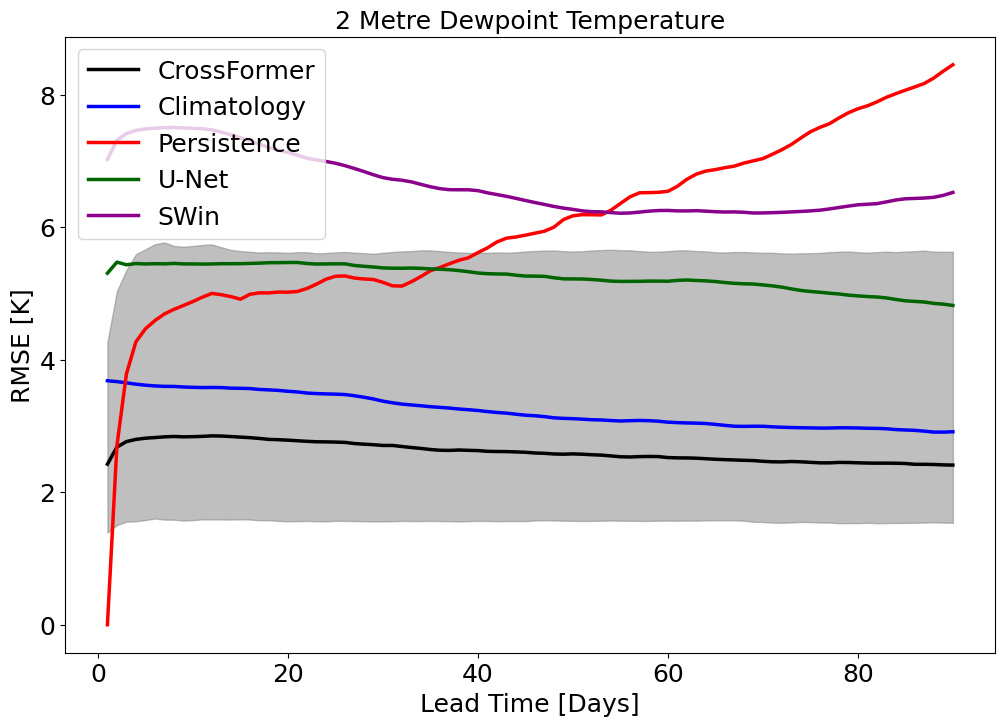 2 Metre Dewpoint Temperature
CrossFormer
Climatology
Persistence
U-Net
SWin
RMSE [K]
8
6
4
2
0
0 20 40 60 80
Lead Time [Days]